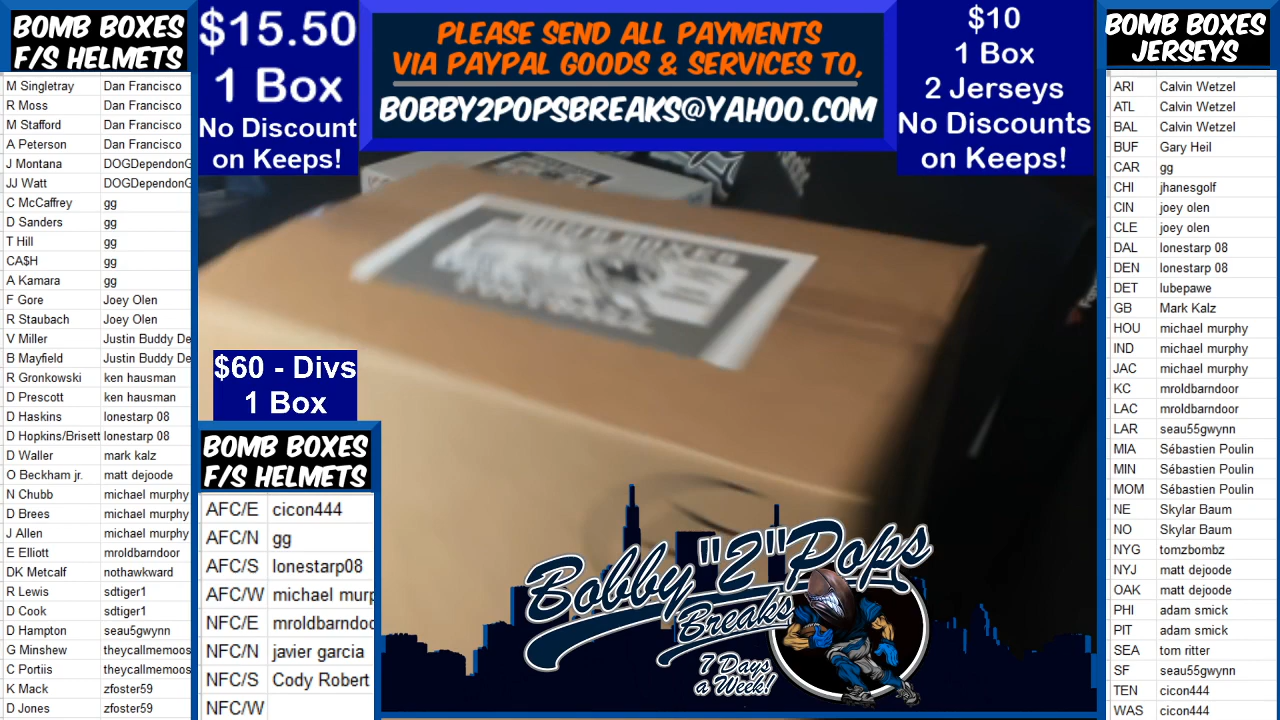 BOMB BOXES
F/S HELMETS
M Singletray Dan Francisco
R Moss Dan Francisco
M Stafford Dan Francisco
A Peterson Dan Francisco
J Montana DOGDependonG
JJ Watt DOGDependonG
C McCaffrey gg
D Sanders gg
T Hill gg
CA$H gg
A Kamara gg
F Gore Joey Olen
R Staubach Joey Olen
V Miller Justin Buddy De
B Mayfield Justin Buddy De
R Gronkowski ken hausman
D Prescott ken hausman
D Haskins lonestarp 08
D Hopkins/Brisett lonestarp 08
D Waller mark kalz
O Beckham jr. matt dejoode
N Chubb michael murphy
D Brees michael murphy
J Allen michael murphy
E Elliott mroldbarndoor
DK Metcalf nothawkward
R Lewis sdtiger1
D Cook sdtiger1
D Hampton seau5gwynn
G Minshew theycallmemoos
C Portiis theycallmemoos
K Mack zfoster59
D Jones zfoster59
$15.50
1 Box
No Discount
on Keeps!
PLEASE SEND ALL PAYMENTS
VIA PAYPAL GOODS & SERVICES TO,
BOBBY2POPSBREAKS@YAHOO.COM
$10
1 Box
2 Jerseys
No Discounts
on Keeps!
$60 - Divs
1 Box
BOMB BOXES
F/S HELMETS
AFC/E cicon444
AFC/N gg
AFC/S lonestarp08
AFC/W michael murp
NFC/E mroldbarndoo
NFC/N javier garcia
NFC/S Cody Robert
NFC/W
Bobby "2" Pops
Breaks
7 Days
a Week!
BOMB BOXES
JERSEYS
ARI Calvin Wetzel
ATL Calvin Wetzel
BAL Calvin Wetzel
BUF Gary Heil
CAR gg
CHI jhanesgolf
CIN joey olen
CLE joey olen
DAL lonestarp 08
DEN lonestarp 08
DET lubepawe
GB Mark Kalz
HOU michael murphy
IND michael murphy
JAC michael murphy
KC mroldbarndoor
LAC mroldbarndoor
LAR seau55gwynn
MIA Sébastien Poulin
MIN Sébastien Poulin
MOM Sébastien Poulin
NE Skylar Baum
NO Skylar Baum
NYG tomzbombz
NYJ matt dejoode
OAK matt dejoode
PHI adam smick
PIT adam smick
SEA tom ritter
SF seau55gwynn
TEN cicon444
WAS cicon444